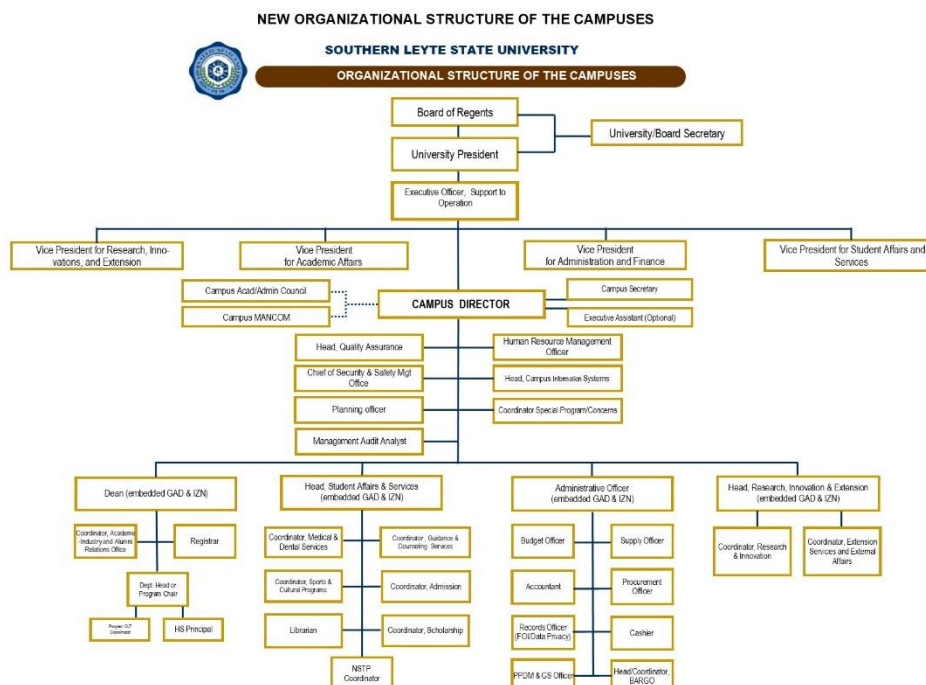 NEW ORGANIZATIONAL STRUCTURE OF THE CAMPUSES
SOUTHERN LEYTE STATE UNIVERSITY
ORGANIZATIONAL STRUCTURE OF THE CAMPUSES
Board of Regents
University/Board Secretary
University President
Executive Officer, Support to
Operation
Vice President for Research, Inno-
vations, and Extension
Vice President
for Academic Affairs
Vice President
for Administration and Finance
Vice President for Student Affairs and
Services
Campus Acad/Admin Council
Campus MANCOM
CAMPUS DIRECTOR
Campus Secretary
Executive Assistant (Optional)
Head, Quality Assurance
Human Resource Management
Officer
Chief of Security & Safety Mgt
Office
Head, Campus Information Systems
Planning officer
Coordinator Special Program/Concerns
Management Audit Analyst
Dean (embedded GAD & IZN)
Head, Student Affairs & Services
(embedded GAD & IZN)
Administrative Officer
(embedded GAD & IZN)
Head, Research, Innovation & Extension
(embedded GAD & IZN)
Coordinator, Academe
-Industry and Alumni
Relations Office
Registrar
Dept. Head or
Program Chair
Coordinator
HS Principal
Coordinator, Medical &
Dental Services
Coordinator , Guidance &
Counseling Services
Coordinator, Sports &
Cultural Programs
Coordinator, Admission
Librarian
Coordinator, Scholarship
NSTP
Coordinator
Budget Officer
Supply Officer
Accountant
Procurement
Officer
Records Officer
(FOI/Data Privacy)
Cashier
PPDM & GS Officer
Head/Coordinator,
BARGO
Coordinator, Research
& Innovation
Coordinator, Extension
Services and External
Affairs